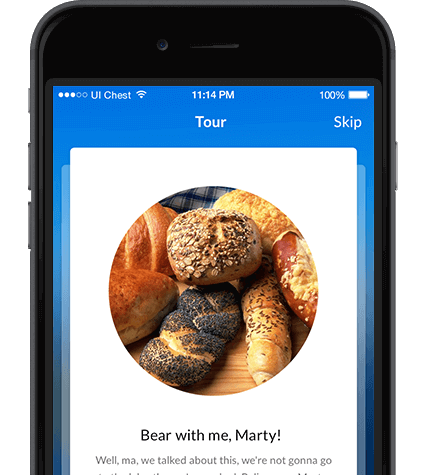 UI Chest 11:14 PM 100%
Tour Skip
Bear with me, Marty!
Well, ma, we talked about this, we're not gonna go